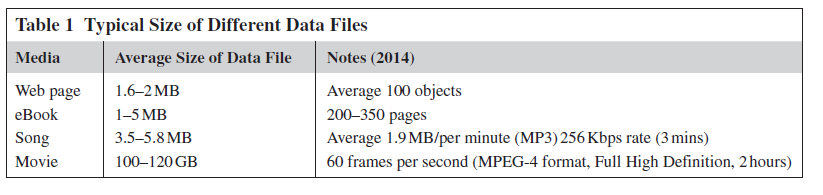 Table 1 Typical Size of Different Data Files
Media Average Size of Data File Notes (2014)
Web page 1.6–2 MB Average 100 objects
eBook 1–5 MB 200–350 pages
Song 3.5–5.8 MB Average 1.9 MB/per minute (MP3) 256 Kbps rate (3 mins)
Movie 100–120 GB 60 frames per second (MPEG-4 format, Full High Definition, 2 hours)